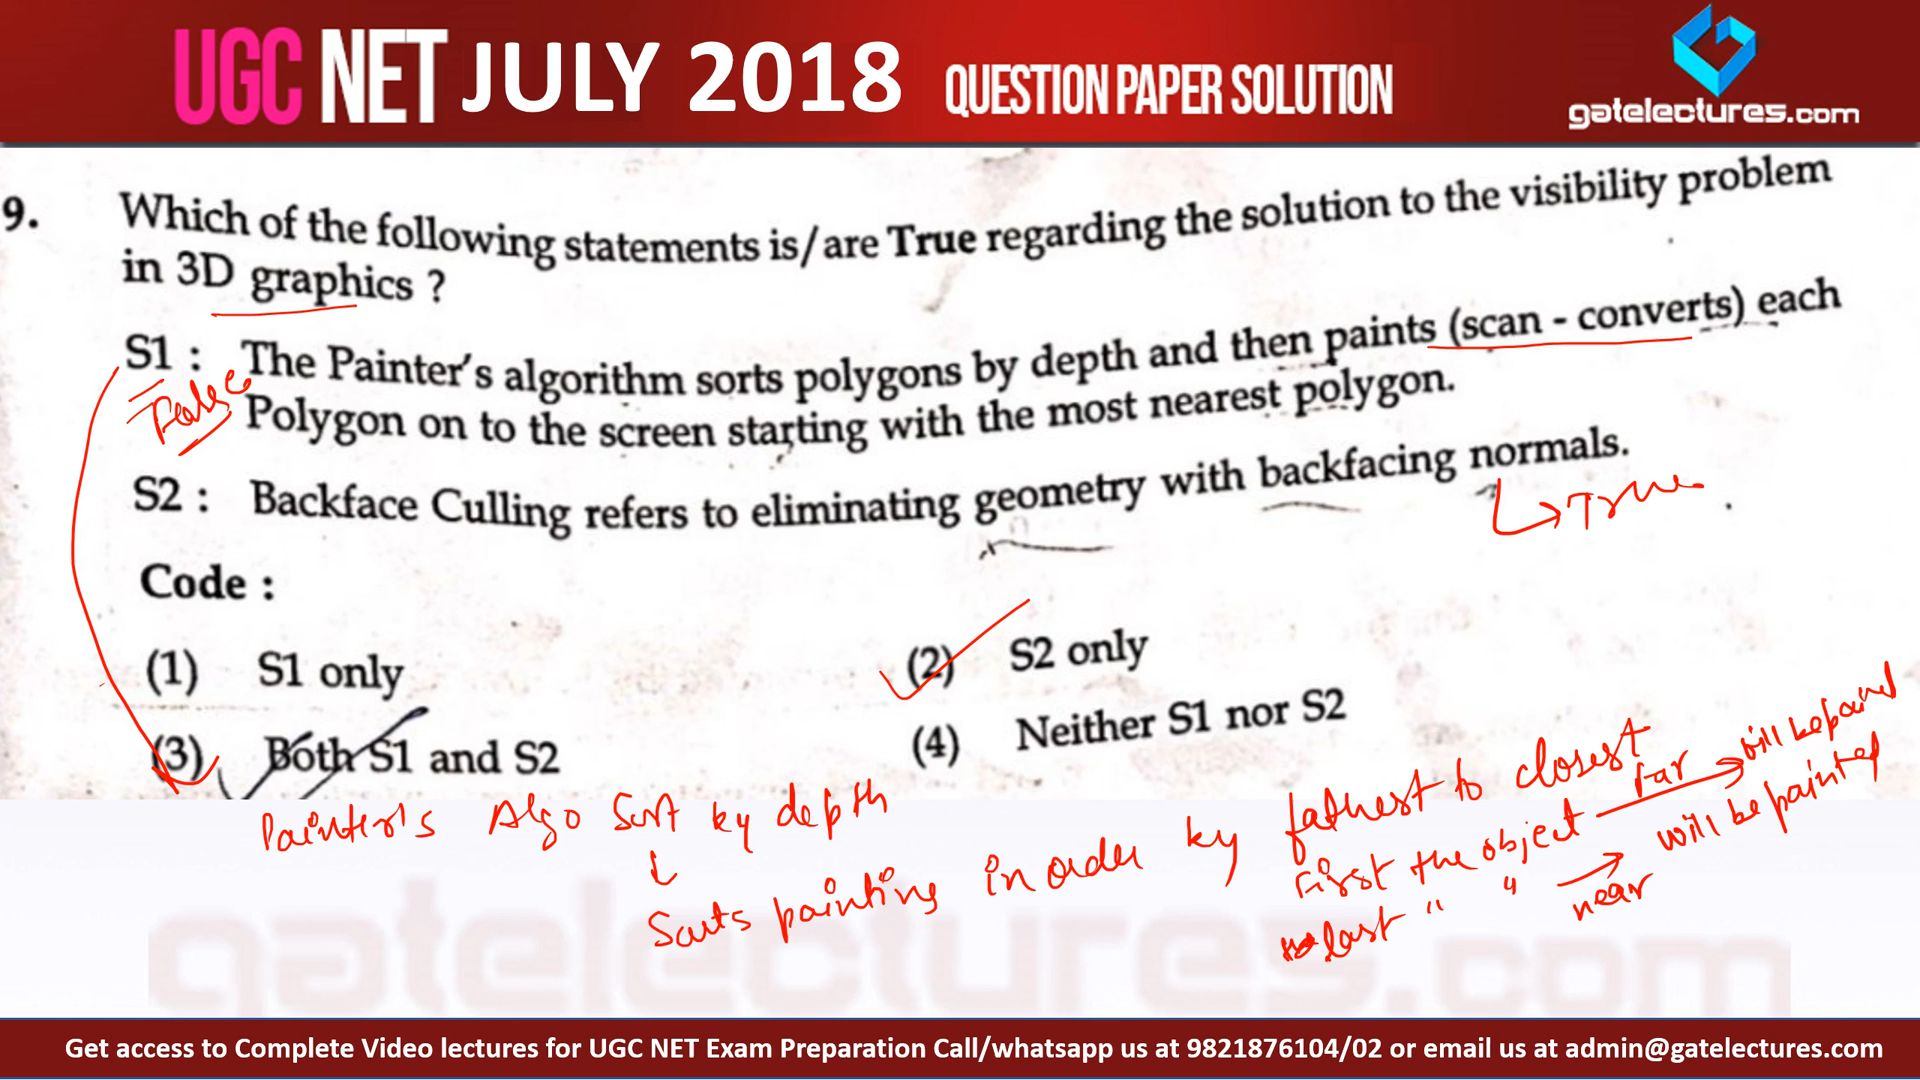 UGC NET JULY 2018 QUESTION PAPER SOLUTION
gatelectures.com
9. Which of the following statements is/are True regarding the solution to the visibility problem
in 3D graphics ?
S1 : The Painter's algorithm sorts polygons by depth and then paints (scan - converts) each
False
Polygon on to the screen starting with the most nearest polygon.
S2 : Backface Culling refers to eliminating geometry with backfacing normals.
True
Code :
(1) S1 only (2) S2 only
(3) Both S1 and S2 (4) Neither S1 nor S2
Painter's Algo Sort by depth
Sorts painting in order by fathest to closest
First the object far will be paind
last " " near will be painted
gatelectures.com
Get access to Complete Video lectures for UGC NET Exam Preparation Call/whatsapp us at 9821876104/02 or email us at admin@gatelectures.com